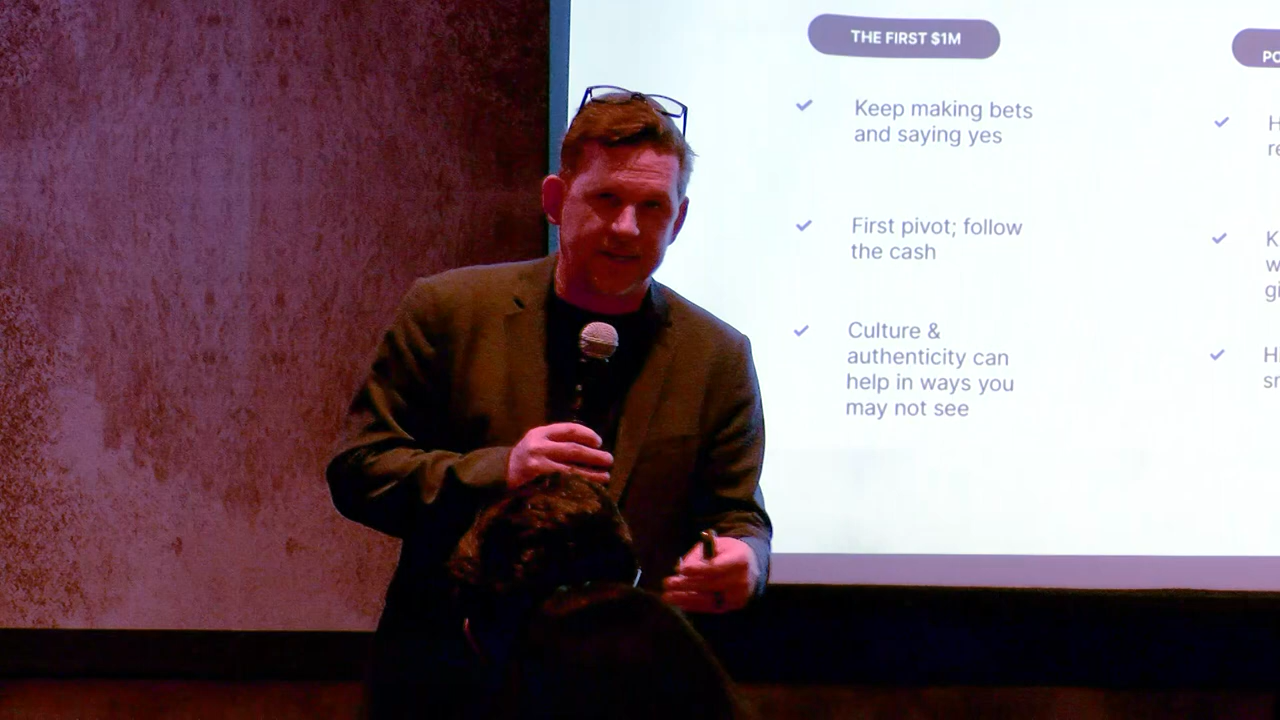 THE FIRST $1M
Keep making bets
and saying yes
First pivot; follow
the cash
Culture &
authenticity can
help in ways you
may not see